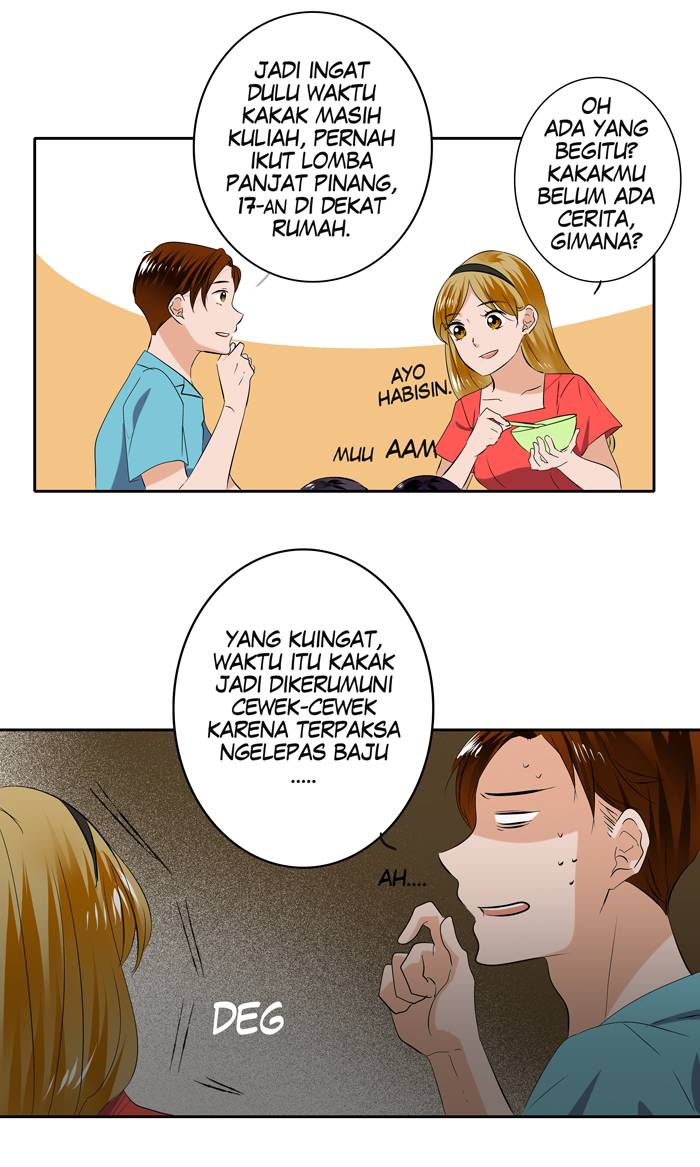 JADI INGAT
DULU WAKTU
KAKAK MASIH
KULIAH, PERNAH
IKUT LOMBA
PANJAT PINANG,
17-AN DI DEKAT
RUMAH.
OH
ADA YANG
BEGITU?
KAKAKMU
BELUM ADA
CERITA,
GIMANA?
AYO
HABISIN.
MUU AAM
YANG KUINGAT,
WAKTU ITU KAKAK
JADI DIKERUMUNI
CEWEK-CEWEK
KARENA TERPAKSA
NGELEPAS BAJU
.....
AH....
DEG